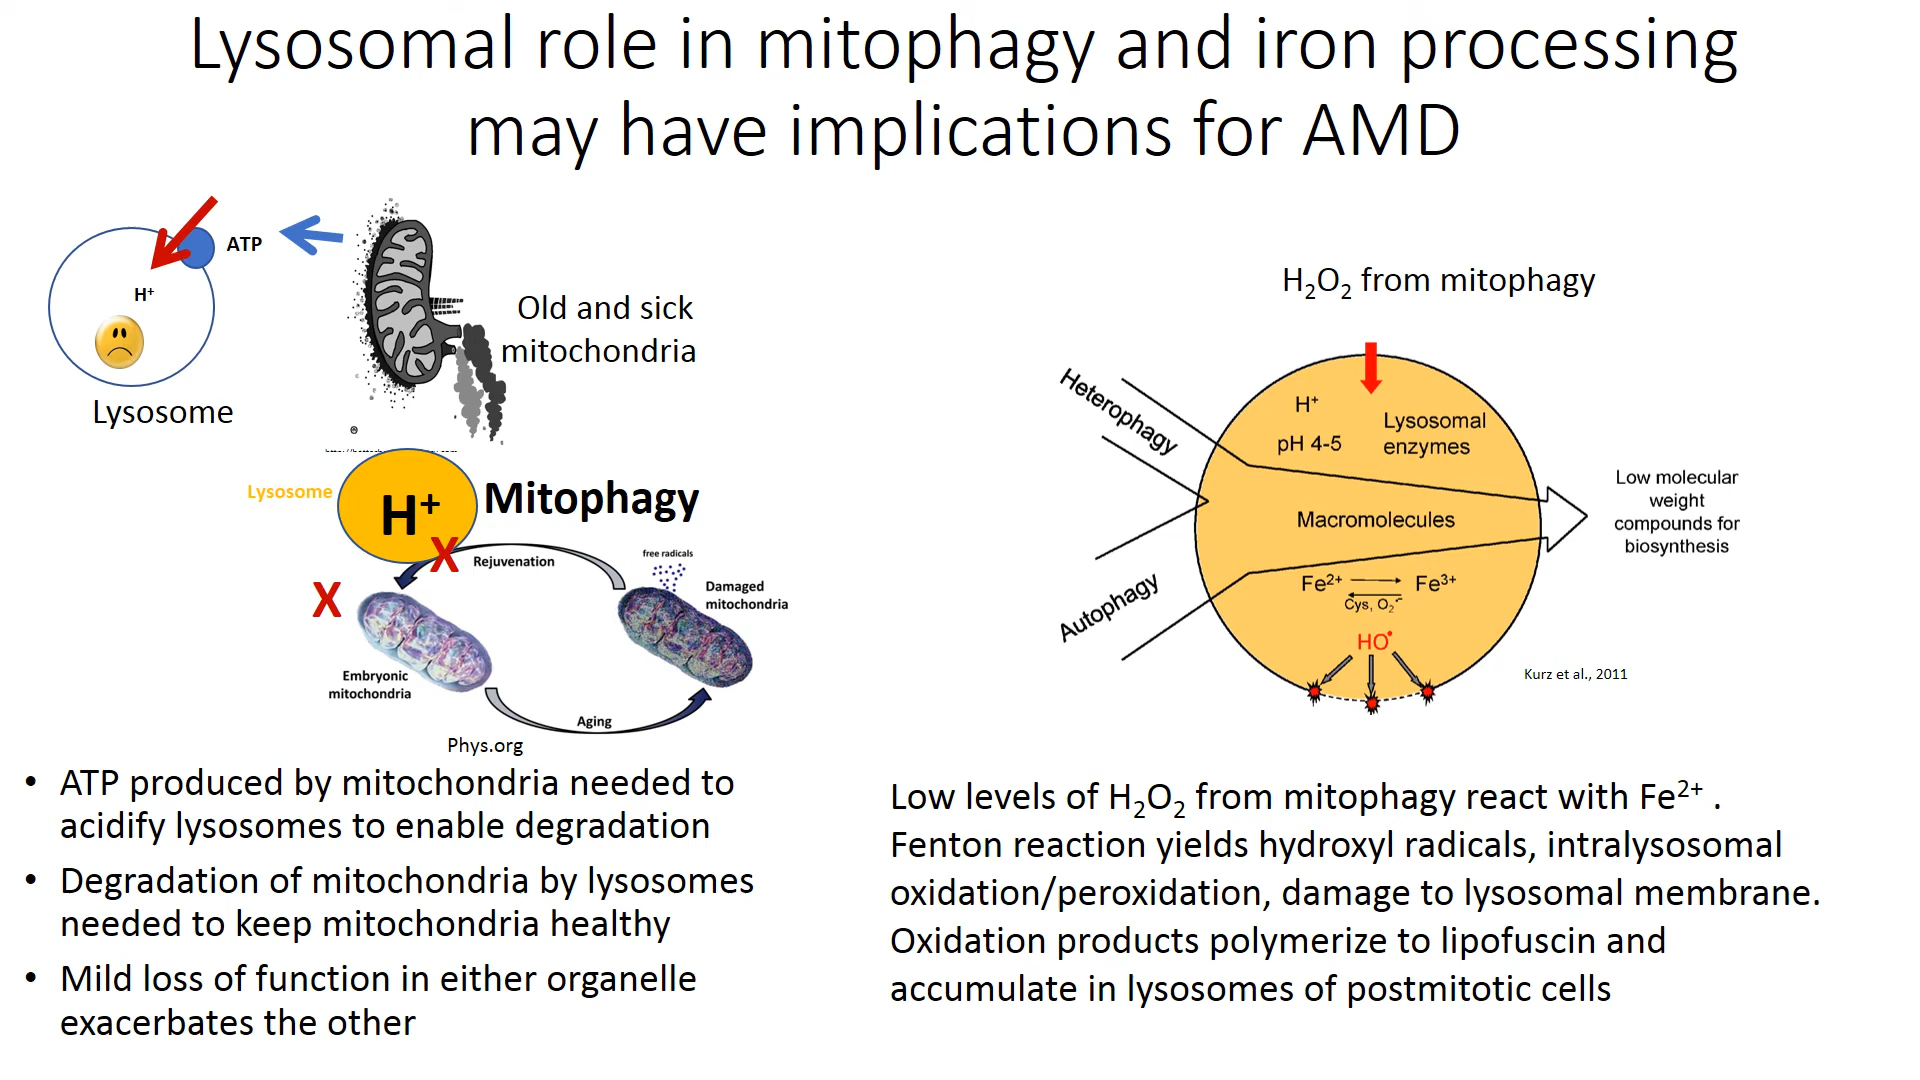 Lysosomal role in mitophagy and iron processing
may have implications for AMD
ATP
H⁺
Lysosome
Old and sick
mitochondria
®
Lysosome
H⁺
Mitophagy
X
X
Rejuvenation
free radicals
Damaged
mitochondria
Embryonic
mitochondria
Aging
Phys.org
• ATP produced by mitochondria needed to
acidify lysosomes to enable degradation
• Degradation of mitochondria by lysosomes
needed to keep mitochondria healthy
• Mild loss of function in either organelle
exacerbates the other
H₂O₂ from mitophagy
Heterophagy
Autophagy
H⁺
pH 4-5
Lysosomal
enzymes
Macromolecules
Fe²⁺ → Fe³⁺
Cys, O₂•⁻
HO•
Low molecular
weight
compounds for
biosynthesis
Kurz et al., 2011
Low levels of H₂O₂ from mitophagy react with Fe²⁺ .
Fenton reaction yields hydroxyl radicals, intralysosomal
oxidation/peroxidation, damage to lysosomal membrane.
Oxidation products polymerize to lipofuscin and
accumulate in lysosomes of postmitotic cells